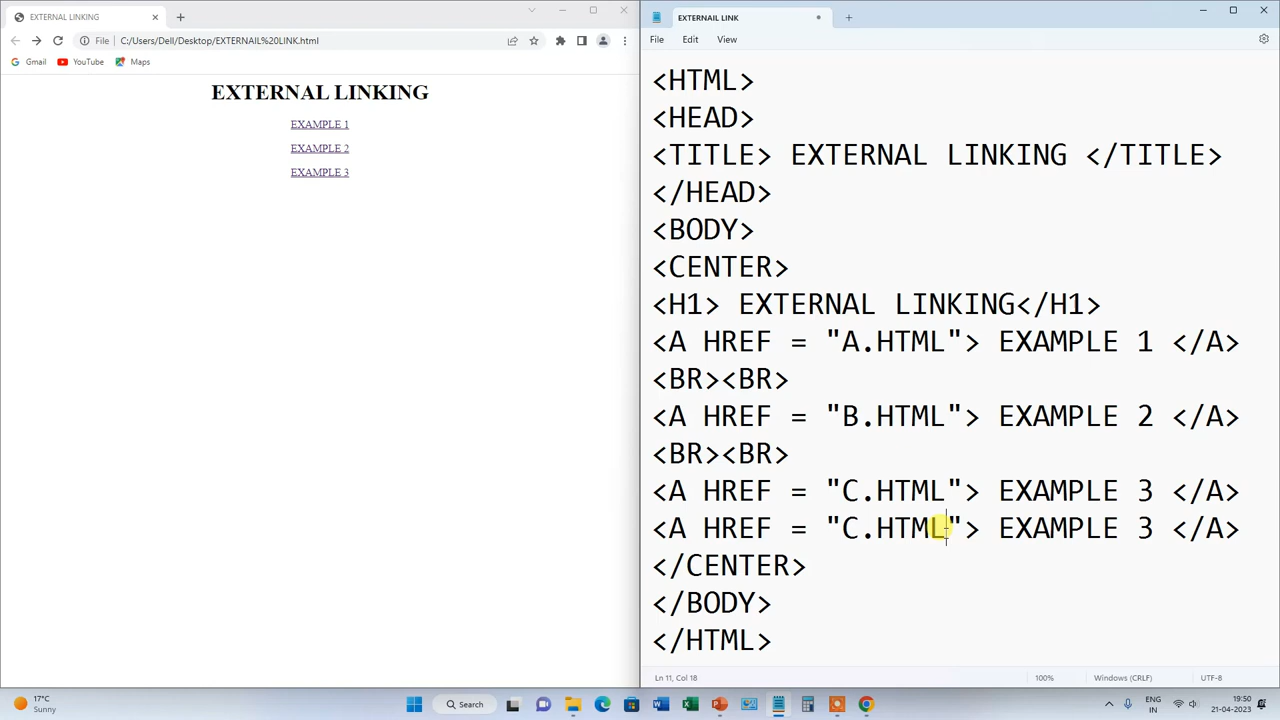 EXTERNAL LINKING
File C:/Users/Dell/Desktop/EXTERNAIL%20LINK.html
Gmail YouTube Maps
EXTERNAL LINKING
EXAMPLE 1
EXAMPLE 2
EXAMPLE 3
EXTERNAIL LINK
File Edit View
<HTML>
<HEAD>
<TITLE> EXTERNAL LINKING </TITLE>
</HEAD>
<BODY>
<CENTER>
<H1> EXTERNAL LINKING</H1>
<A HREF = "A.HTML"> EXAMPLE 1 </A>
<BR><BR>
<A HREF = "B.HTML"> EXAMPLE 2 </A>
<BR><BR>
<A HREF = "C.HTML"> EXAMPLE 3 </A>
<A HREF = "C.HTML"> EXAMPLE 3 </A>
</CENTER>
</BODY>
</HTML>
Ln 11, Col 18 100% Windows (CRLF) UTF-8
17°C
Sunny
Search
ENG
IN
19:50
21-04-2023